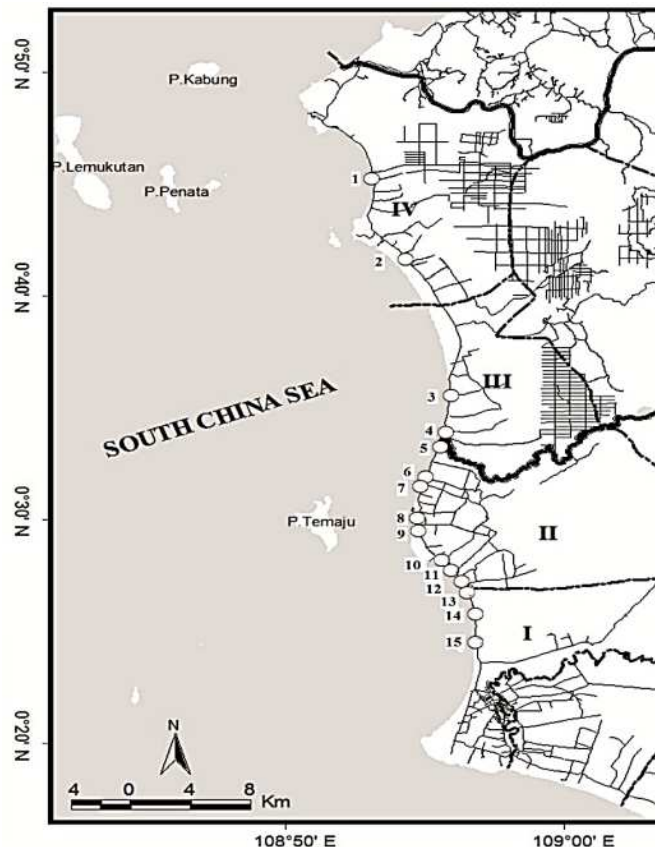 I
0°50' N
P.Kabung
P.Lemukutan
P.Penata
1
IV
2
0°40' N
SOUTH CHINA SEA
III
3
4
5
6
7
P.Temaju
0°30' N
8
9
II
10
11
12
13
14
I
15
0°20' N
N
4 0 4 8
Km
108°50' E 109°00' E